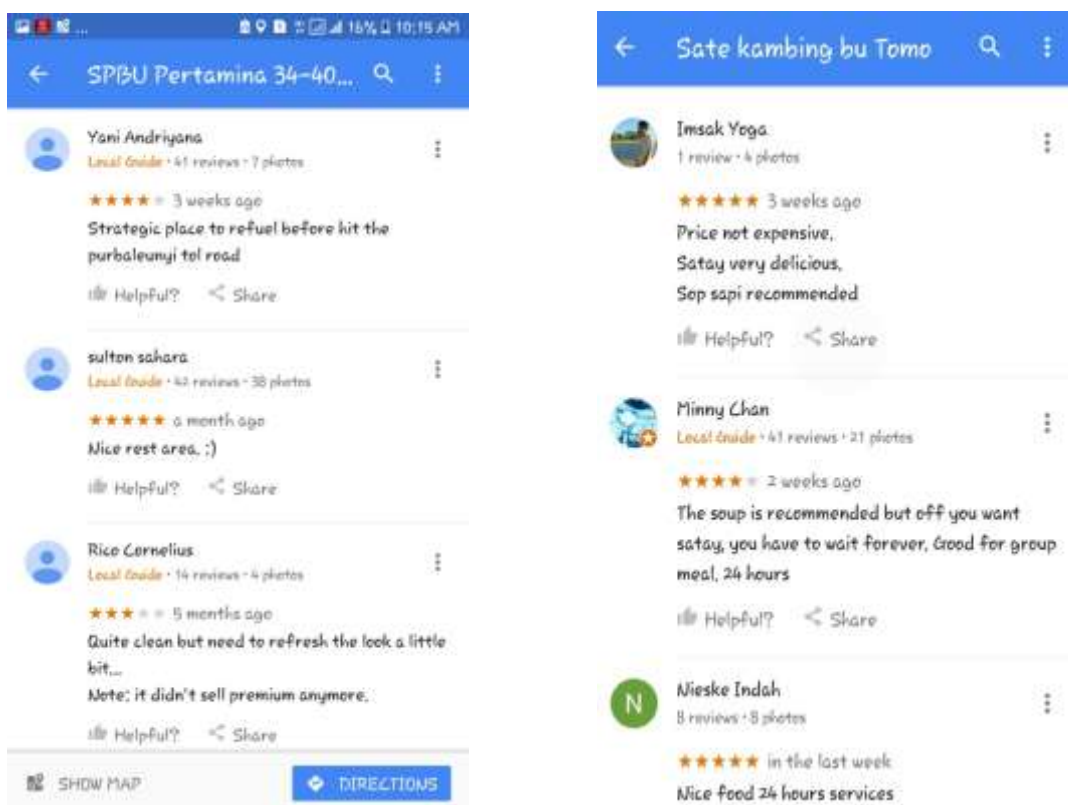 16% 10:15 AM
SPBU Pertamina 34-40...
Yani Andriyana
Local Guide • 41 reviews • 7 photos
3 weeks ago
Strategic place to refuel before hit the
purbaleunyi tol road
Helpful? Share
sulton sahara
Local Guide • 42 reviews • 38 photos
a month ago
Nice rest area, :)
Helpful? Share
Rico Cornelius
Local Guide • 14 reviews • 4 photos
5 months ago
Quite clean but need to refresh the look a little
bit...
Note: it didn't sell premium anymore.
Helpful? Share
SHOW MAP DIRECTIONS
Sate kambing bu Tomo
Imsak Yoga
1 review • 4 photos
3 weeks ago
Price not expensive,
Satay very delicious,
Sop sapi recommended
Helpful? Share
Minny Chan
Local Guide • 41 reviews • 21 photos
2 weeks ago
The soup is recommended but off you want
satay, you have to wait forever, Good for group
meal, 24 hours
Helpful? Share
N
Nieske Indah
8 reviews • 8 photos
in the last week
Nice food 24 hours services